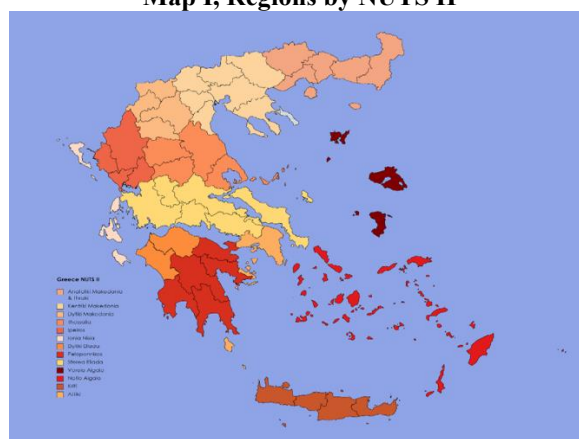 Map I, Regions by NUTS II
Greece NUTS II
Anatoliki Makedonia
& Thraki
Kentriki Makedonia
Dytiki Makedonia
Thessalia
Ipeiros
Ionia Nisia
Dytiki Ellada
Peloponnisos
Sterea Ellada
Voreio Aigaio
Notio Aigaio
Kriti
Attiki